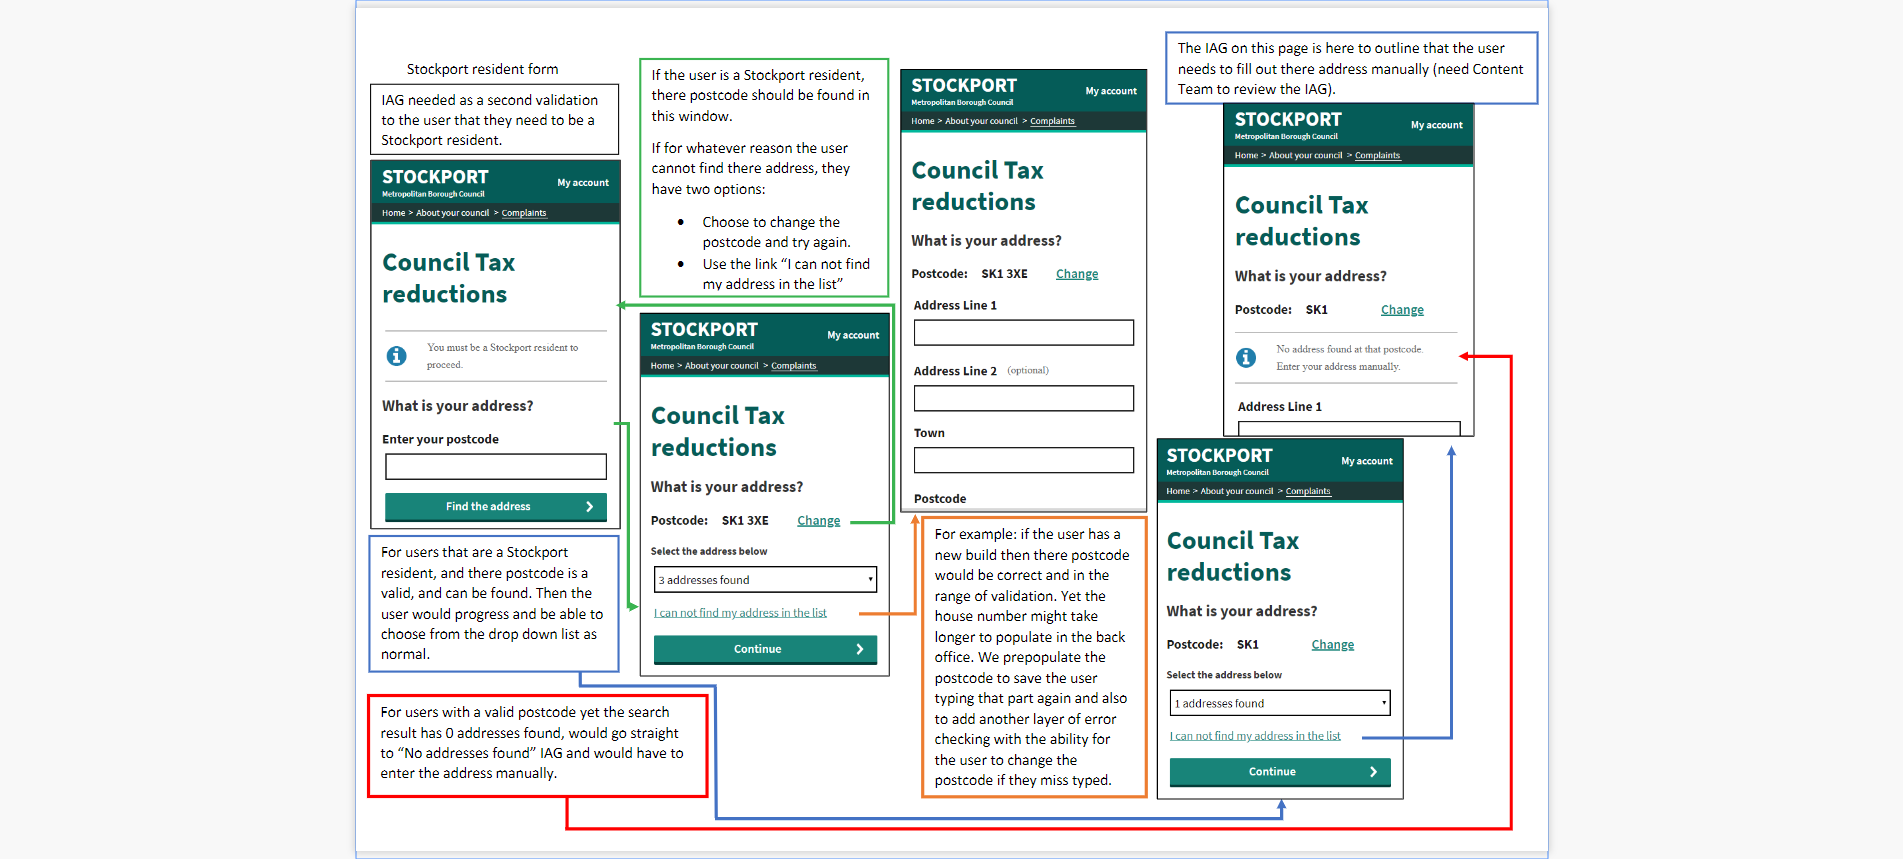 Stockport resident form
IAG needed as a second validation
to the user that they need to be a
Stockport resident.
STOCKPORT
Metropolitan Borough Council
My account
Home > About your council > Complaints
Council Tax
reductions
You must be a Stockport resident to
proceed.
What is your address?
Enter your postcode
Find the address
For users that are a Stockport
resident, and there postcode is a
valid, and can be found. Then the
user would progress and be able to
choose from the drop down list as
normal.
For users with a valid postcode yet the search
result has 0 addresses found, would go straight
to “No addresses found” IAG and would have to
enter the address manually.
If the user is a Stockport resident,
there postcode should be found in
this window.
If for whatever reason the user
cannot find there address, they
have two options:
• Choose to change the
postcode and try again.
• Use the link “I can not find
my address in the list”
STOCKPORT
Metropolitan Borough Council
My account
Home > About your council > Complaints
Council Tax
reductions
What is your address?
Postcode: SK1 3XE Change
Select the address below
3 addresses found
I can not find my address in the list
Continue
STOCKPORT
Metropolitan Borough Council
My account
Home > About your council > Complaints
Council Tax
reductions
What is your address?
Postcode: SK1 3XE Change
Address Line 1
Address Line 2 (optional)
Town
Postcode
For example: if the user has a
new build then there postcode
would be correct and in the
range of validation. Yet the
house number might take
longer to populate in the back
office. We prepopulate the
postcode to save the user
typing that part again and also
to add another layer of error
checking with the ability for
the user to change the
postcode if they miss typed.
The IAG on this page is here to outline that the user
needs to fill out there address manually (need Content
Team to review the IAG).
STOCKPORT
Metropolitan Borough Council
My account
Home > About your council > Complaints
Council Tax
reductions
What is your address?
Postcode: SK1 Change
No address found at that postcode.
Enter your address manually.
Address Line 1
STOCKPORT
Metropolitan Borough Council
My account
Home > About your council > Complaints
Council Tax
reductions
What is your address?
Postcode: SK1 Change
Select the address below
1 addresses found
I can not find my address in the list
Continue